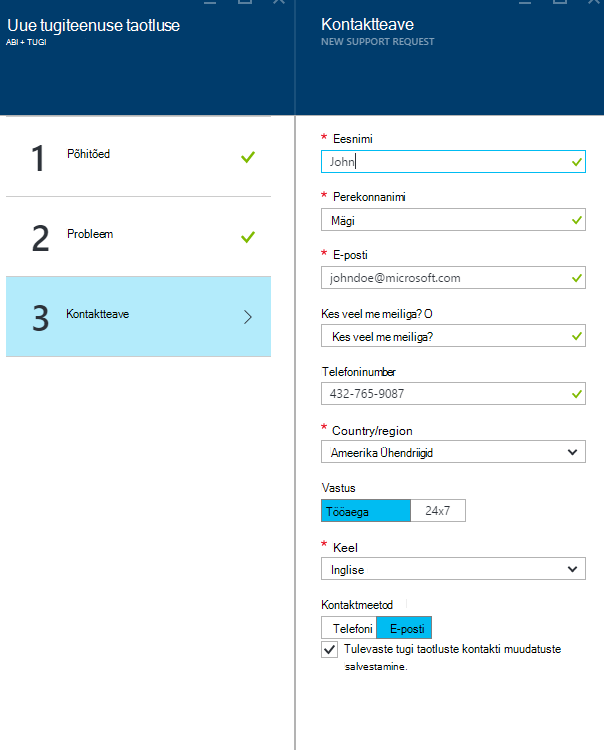 Uue tugiteenuse taotluse
ABI + TUGI
1 Põhitõed
2 Probleem
3 Kontaktteave
Kontaktteave
NEW SUPPORT REQUEST
* Eesnimi
John
* Perekonnanimi
Mägi
* E-posti
johndoe@microsoft.com
Kes veel me meiliga? O
Kes veel me meiliga?
Telefoninumber
432-765-9087
* Country/region
Ameerika Ühendriigid
Vastus
Tööaega 24x7
* Keel
Inglise
Kontaktmeetod
Telefoni E-posti
Tulevaste tugi taotluste kontakti muudatuste
salvestamine.